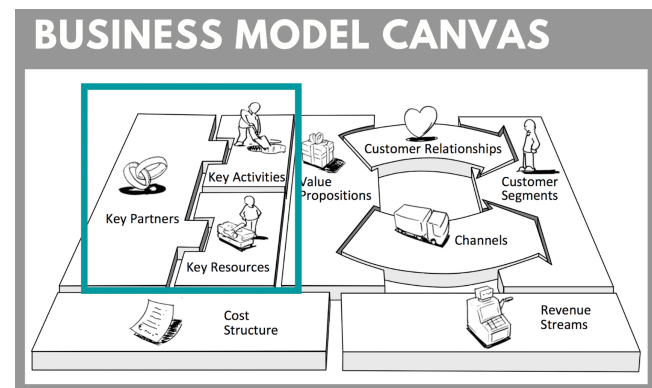 BUSINESS MODEL CANVAS
Key Partners
Key Activities
Key Resources
Value
Propositions
Customer Relationships
Channels
Customer
Segments
Cost
Structure
Revenue
Streams